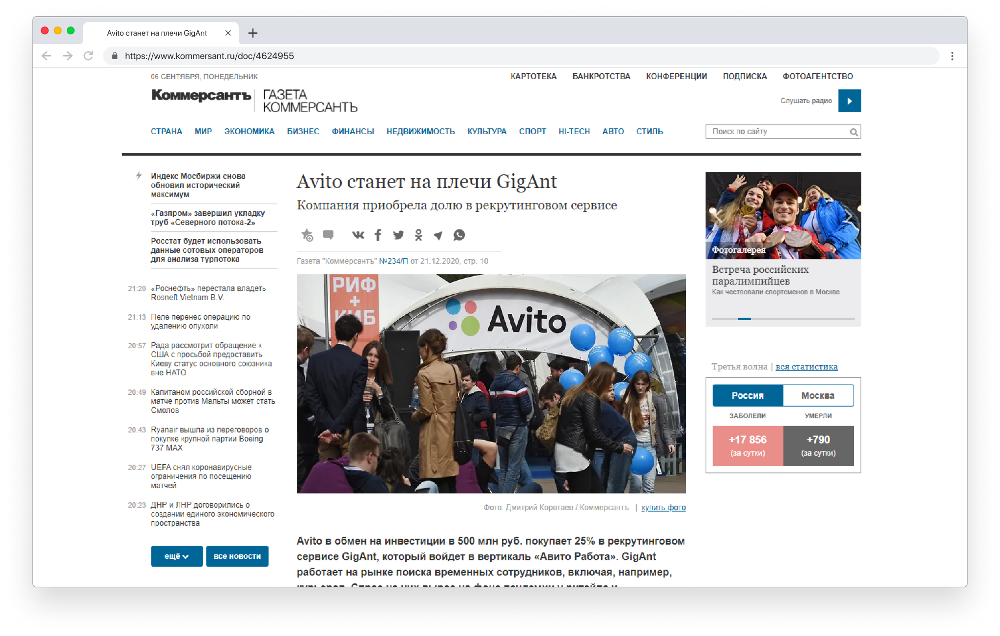 Avito станет на плечи GigAnt
https://www.kommersant.ru/doc/4624955
06 СЕНТЯБРЯ, ПОНЕДЕЛЬНИК
КАРТОТЕКА БАНКРОТСТВА КОНФЕРЕНЦИИ ПОДПИСКА ФОТОАГЕНТСТВО
Коммерсантъ
ГАЗЕТА
КОММЕРСАНТЪ
Слушать радио
СТРАНА МИР ЭКОНОМИКА БИЗНЕС ФИНАНСЫ НЕДВИЖИМОСТЬ КУЛЬТУРА СПОРТ HI-TECH АВТО СТИЛЬ
Поиск по сайту
Индекс Мосбиржи снова
обновил исторический
максимум
«Газпром» завершил укладку
труб «Северного потока-2»
Росстат будет использовать
данные сотовых операторов
для анализа турпотока
21:20 «Роснефть» перестала владеть
Rosneft Vietnam B.V.
21:13 Пеле перенес операцию по
удалению опухоли
20:57 Рада рассмотрит обращение к
США с просьбой предоставить
Киеву статус основного союзника
вне НАТО
20:49 Капитаном российской сборной в
матче против Мальты может стать
Смолов
20:43 Ryanair вышла из переговоров о
покупке крупной партии Boeing
737 MAX
20:27 UEFA снял коронавирусные
ограничения по посещению
матчей
20:23 ДНР и ЛНР договорились о
создании единого экономического
пространства
ещё
все новости
Avito станет на плечи GigAnt
Компания приобрела долю в рекрутинговом сервисе
Газета "Коммерсантъ" №234/П от 21.12.2020, стр. 10
РИФ
+
КИБ
Avito
Фото: Дмитрий Коротаев / Коммерсантъ | купить фото
Avito в обмен на инвестиции в 500 млн руб. покупает 25% в рекрутинговом
сервисе GigAnt, который войдет в вертикаль «Авито Работа». GigAnt
работает на рынке поиска временных сотрудников, включая, например,
курьеров. Спрос на них вырос на фоне пандемии у ритейла и
Фотогалерея
Встреча российских
паралимпийцев
Как чествовали спортсменов в Москве
Третья волна | вся статистика
Россия Москва
ЗАБОЛЕЛИ УМЕРЛИ
+17 856 +790
(за сутки) (за сутки)